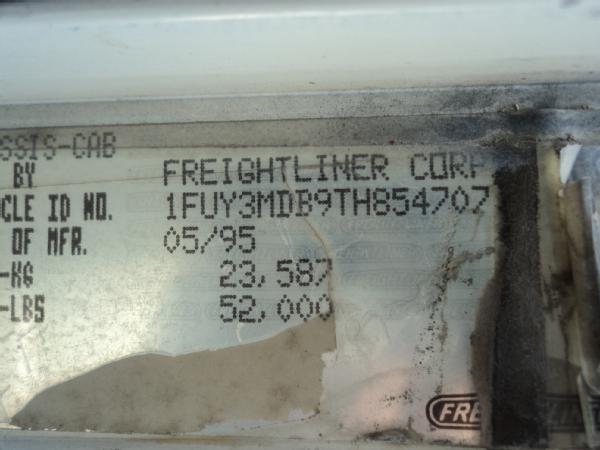 SSIS-CAB
BY FREIGHTLINER CORP
CLE ID NO. 1FUY3MDB9TH854707
OF MFR. 05/95
-KG 23,587
-LBS 52,000
FRE